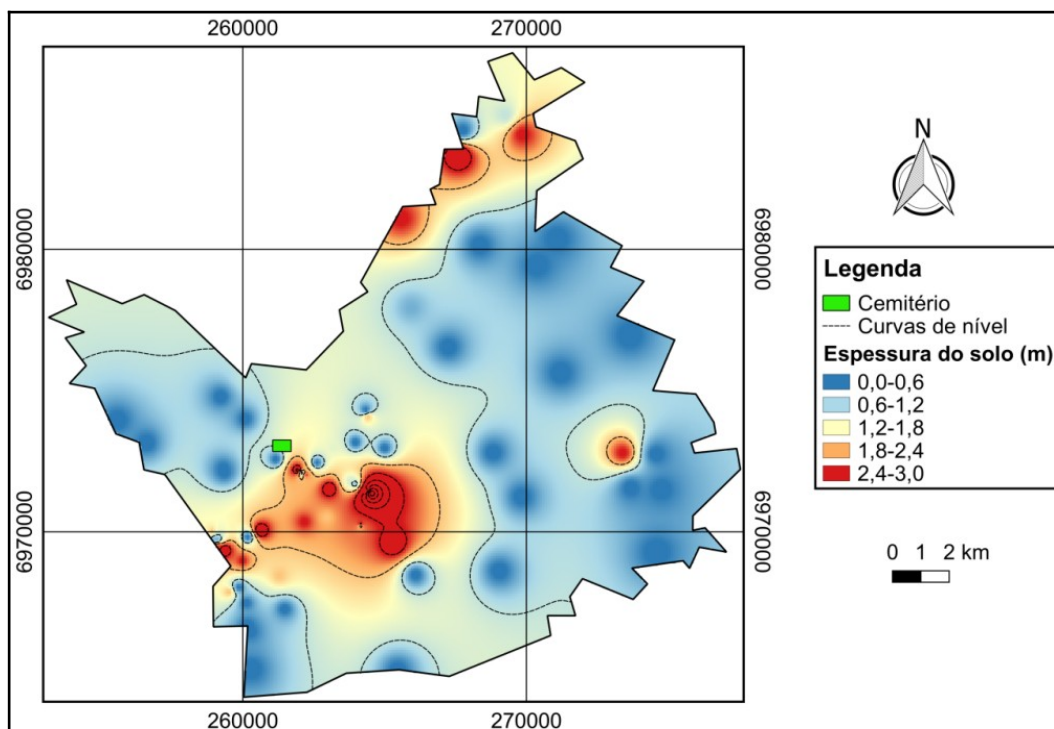 260000 270000
N
6980000 6980000
Legenda
Cemitério
Curvas de nível
Espessura do solo (m)
0,0-0,6
0,6-1,2
1,2-1,8
1,8-2,4
2,4-3,0
6970000 6970000
0 1 2 km
260000 270000